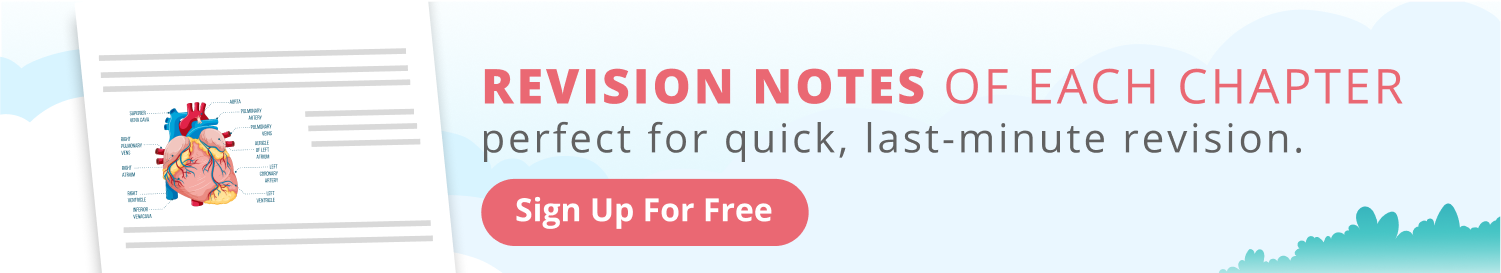 SUPERIOR
VENA CAVA
RIGHT
PULMONARY
VEINS
RIGHT
ATRIUM
RIGHT
VENTRICLE
INFERIOR
VENACAVA
AORTA
PULMONARY
ARTERY
PULMONARY
VEINS
AURICLE
OF LEFT
ATRIUM
LEFT
CORONARY
ARTERY
LEFT
VENTRICLE
REVISION NOTES OF EACH CHAPTER
perfect for quick, last-minute revision.
Sign Up For Free